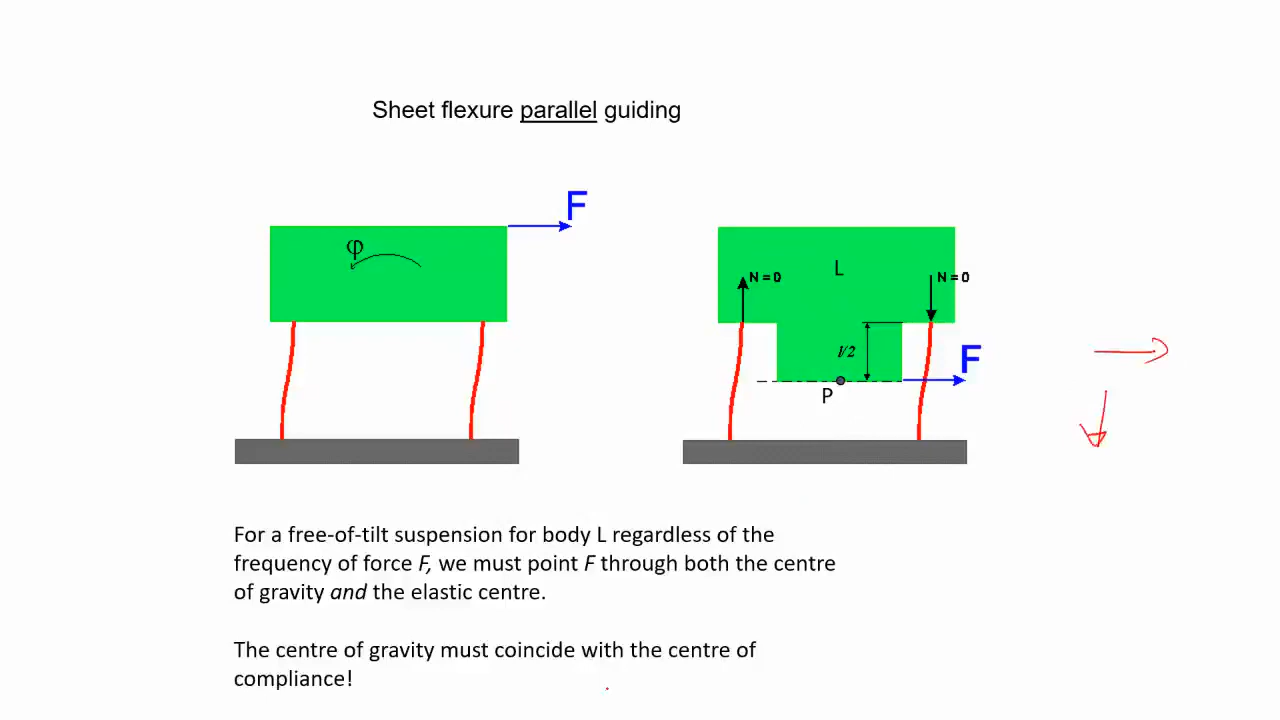 Sheet flexure parallel guiding
F
φ
L
N = 0
N = 0
l/2
F
P
For a free-of-tilt suspension for body L regardless of the
frequency of force F, we must point F through both the centre
of gravity and the elastic centre.
The centre of gravity must coincide with the centre of
compliance!